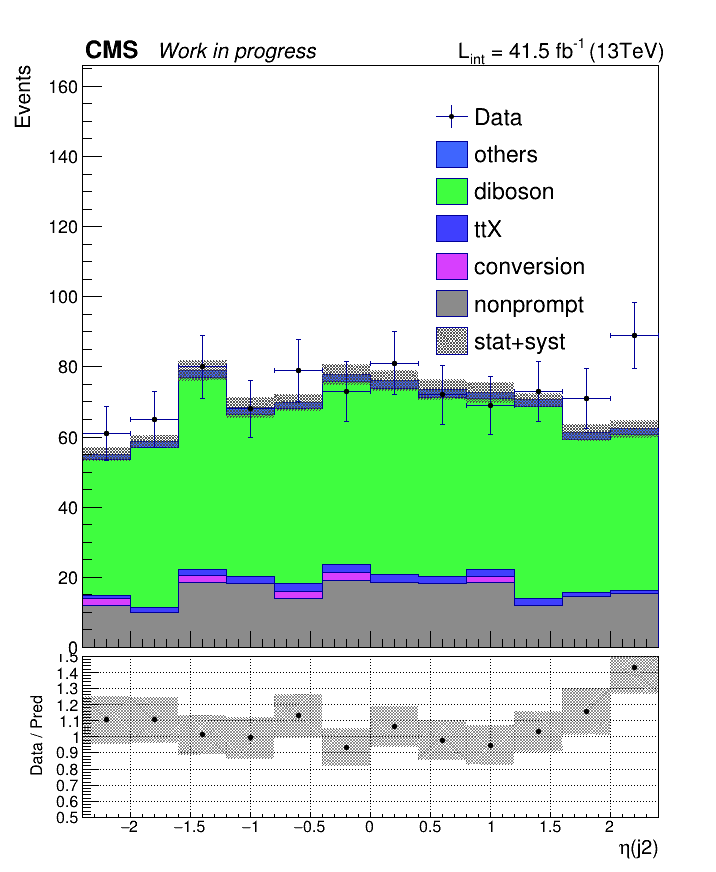 CMS Work in progress L_int = 41.5 fb^-1 (13TeV)
Events
160
140
120
100
80
60
40
20
0
Data
others
diboson
ttX
conversion
nonprompt
stat+syst
Data / Pred
1.5
1.4
1.3
1.2
1.1
1
0.9
0.8
0.7
0.6
0.5
−2 −1.5 −1 −0.5 0 0.5 1 1.5 2
η(j2)